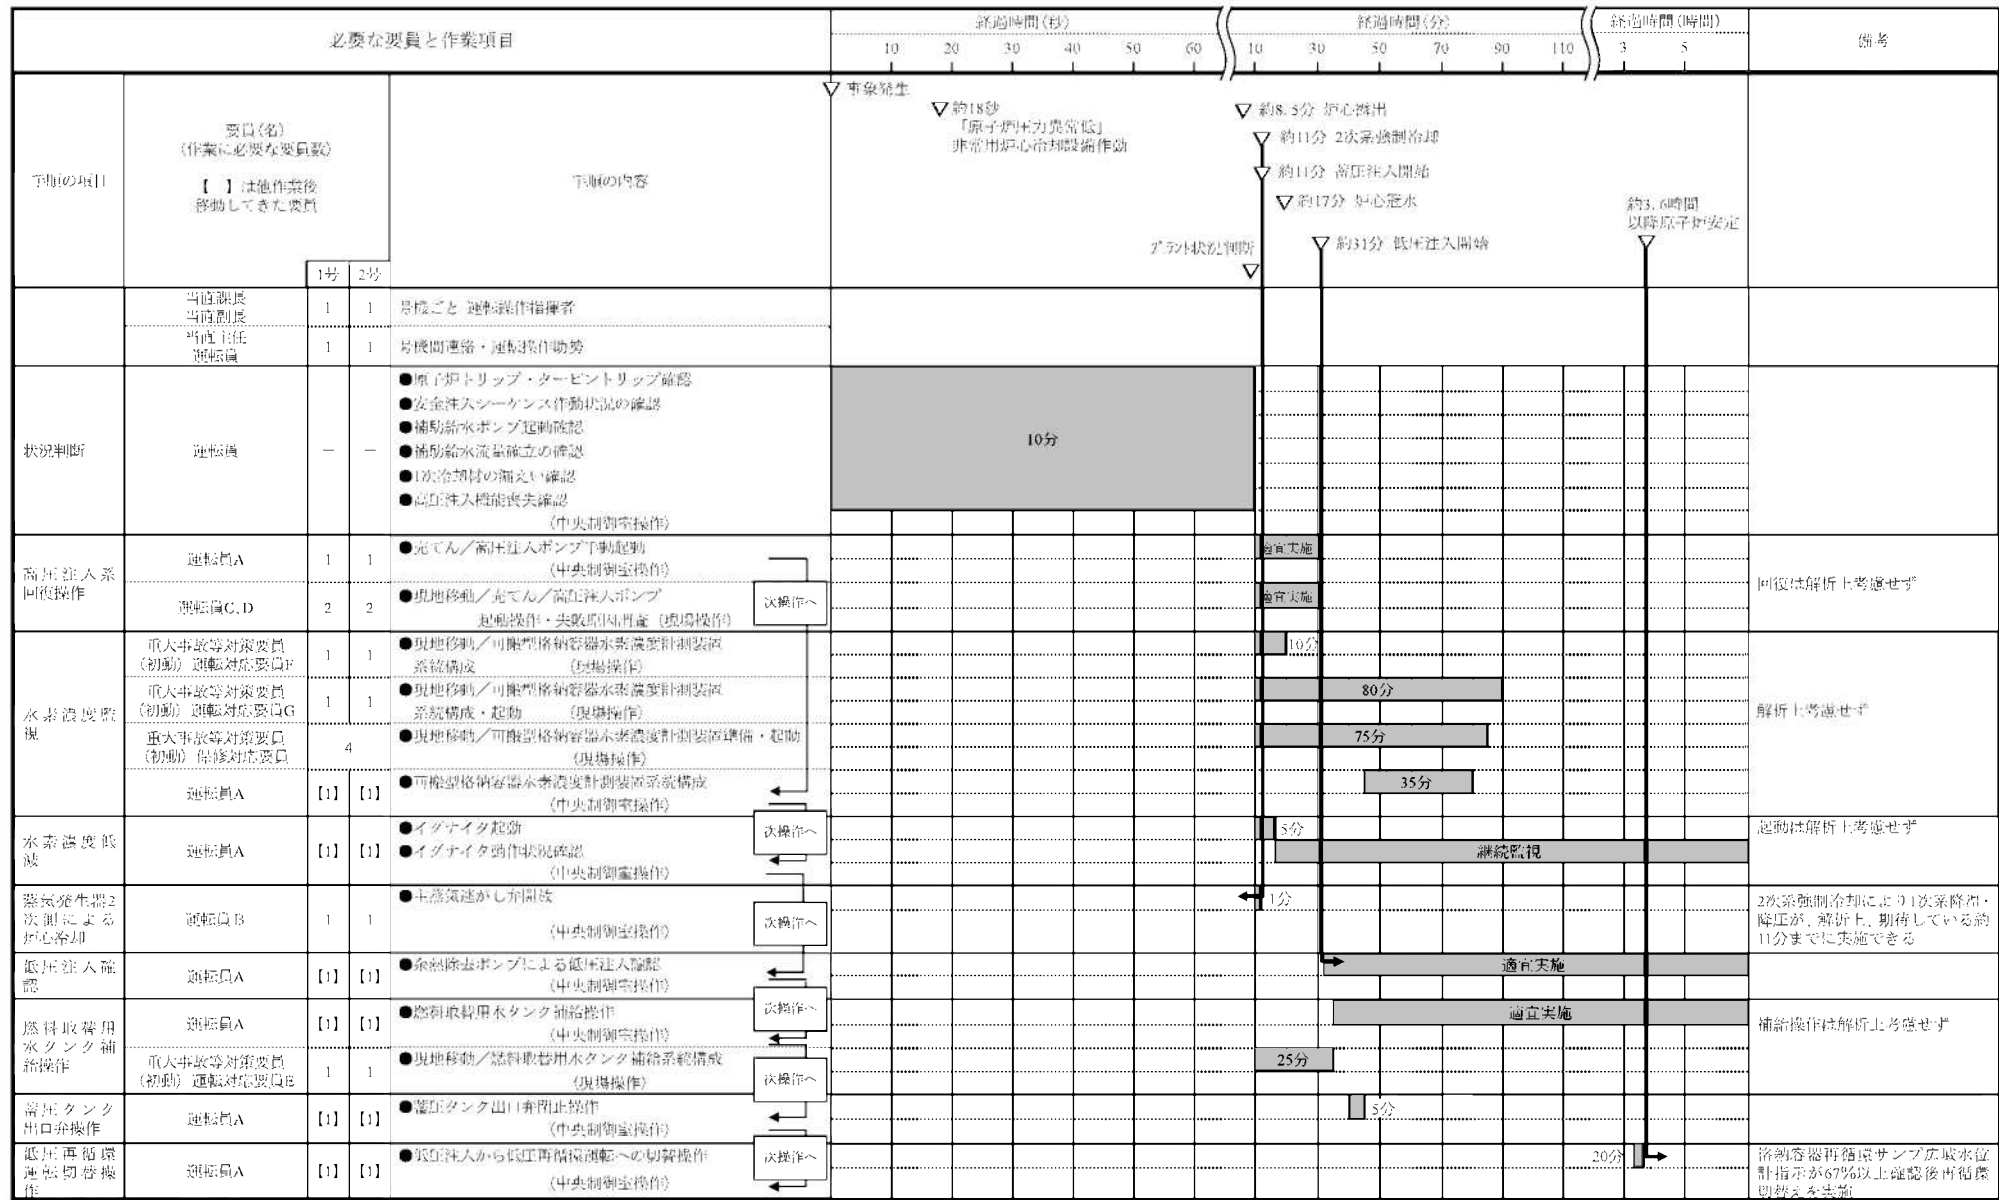 必要な要員と作業項目
経過時間(秒)
経過時間(分)
経過時間(時間)
備考
10 20 30 40 50 60 10 30 50 70 90 110 3 5
手順の項目
要員(名)
(作業に必要な要員数)
【 】は他作業後
移動してきた要員
1号 2号
手順の内容
事象発生
約18秒
「原子炉圧力異常低」
非常用炉心冷却設備作動
約8.5分 炉心露出
約11分 2次系強制冷却
約11分 蓄圧注入開始
約17分 炉心冠水
プラント状況判断
約31分 低圧注入開始
約3.6時間
以降原子炉安定
当直課長
当直副長
1 1
号機ごと 運転操作指揮者
当直主任
運転員
1 1
号機間連絡・運転操作助勢
状況判断
運転員
－ －
●原子炉トリップ・タービントリップ確認
●安全注入シーケンス作動状況の確認
●補助給水ポンプ起動確認
●補助給水流量確立の確認
●1次冷却材の漏えい確認
●高圧注入機能喪失確認
(中央制御室操作)
10分
高圧注入系
回復操作
運転員A
1 1
●充てん／高圧注入ポンプ手動起動
(中央制御室操作)
適宜実施
運転員C、D
2 2
●現地移動／充てん／高圧注入ポンプ
起動操作・失敗原因調査 (現場操作)
次操作へ
適宜実施
回復は解析上考慮せず
水素濃度監
視
重大事故等対策要員
(初動) 運転対応要員F
1 1
●現地移動／可搬型格納容器水素濃度計測装置
系統構成 (現場操作)
10分
重大事故等対策要員
(初動) 運転対応要員G
1 1
●現地移動／可搬型格納容器水素濃度計測装置
系統構成・起動 (現場操作)
80分
解析上考慮せず
重大事故等対策要員
(初動) 保修対応要員
4
●現地移動／可搬型格納容器水素濃度計測装置準備・起動
(現場操作)
75分
運転員A
【1】 【1】
●可搬型格納容器水素濃度計測装置系統構成
(中央制御室操作)
35分
水素濃度低
減
運転員A
【1】 【1】
●イグナイタ起動
●イグナイタ動作状況確認
(中央制御室操作)
次操作へ
5分
継続監視
起動は解析上考慮せず
蒸気発生器2
次側による
炉心冷却
運転員B
1 1
●主蒸気逃がし弁開放
(中央制御室操作)
次操作へ
1分
2次系強制冷却により1次系降温・
降圧が、解析上、期待している約
11分までに実施できる
低圧注入確
認
運転員A
【1】 【1】
●余熱除去ポンプによる低圧注入確認
(中央制御室操作)
適宜実施
燃料取替用
水タンク補
給操作
運転員A
【1】 【1】
●燃料取替用水タンク補給操作
(中央制御室操作)
次操作へ
適宜実施
補給操作は解析上考慮せず
重大事故等対策要員
(初動) 運転対応要員E
1 1
●現地移動／燃料取替用水タンク補給系統構成
(現場操作)
次操作へ
25分
蓄圧タンク
出口弁操作
運転員A
【1】 【1】
●蓄圧タンク出口弁閉止操作
(中央制御室操作)
5分
低圧再循環
運転切替操
作
運転員A
【1】 【1】
●低圧注入から低圧再循環運転への切替操作
(中央制御室操作)
次操作へ
20分
格納容器再循環サンプ広域水位
計指示が67%以上確認後再循環
切替えを実施